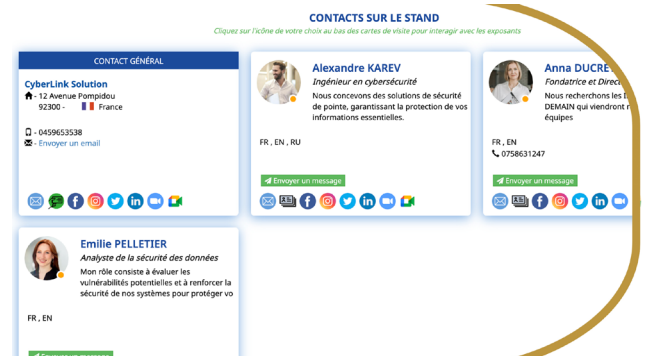 CONTACTS SUR LE STAND
Cliquez sur l'icône de votre choix au bas des cartes de visite pour interagir avec les exposants
CONTACT GÉNÉRAL
CyberLink Solution
- 12 Avenue Pompidou
92300 - France
- 0459653538
- Envoyer un email
Alexandre KAREV
Ingénieur en cybersécurité
Nous concevons des solutions de sécurité
de pointe, garantissant la protection de vos
informations essentielles.
FR , EN , RU
Envoyer un message
Anna DUCRE
Fondatrice et Direc
Nous recherchons les
DEMAIN qui viendront
équipes
FR , EN
0758631247
Envoyer un message
Emilie PELLETIER
Analyste de la sécurité des données
Mon rôle consiste à évaluer les
vulnérabilités potentielles et à renforcer la
sécurité de nos systèmes pour protéger vo
FR , EN
Envoyer un message